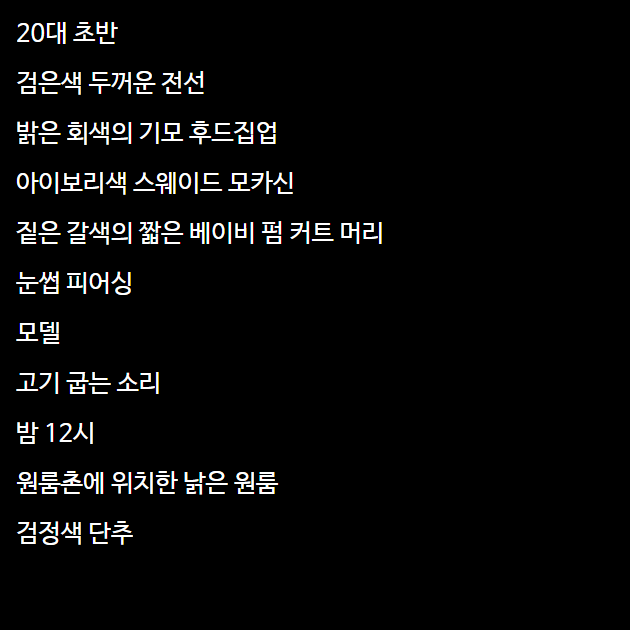 20대 초반
검은색 두꺼운 전선
밝은 회색의 기모 후드집업
아이보리색 스웨이드 모카신
짙은 갈색의 짧은 베이비 펌 커트 머리
눈썹 피어싱
모델
고기 굽는 소리
밤 12시
원룸촌에 위치한 낡은 원룸
검정색 단추